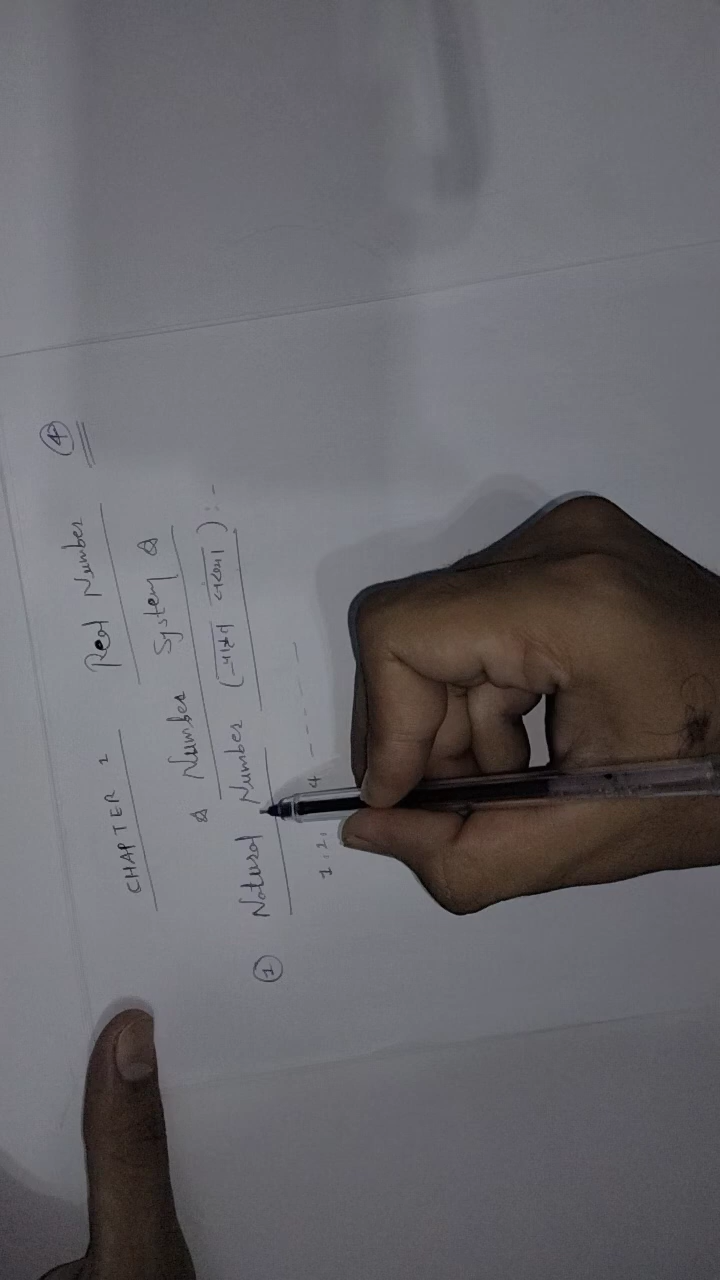 CHAPTER 1 Real Number ④
☆ Number System ☆
① Natural Number (प्राकृत संख्या) :-
1, 2, 4 - - - - -